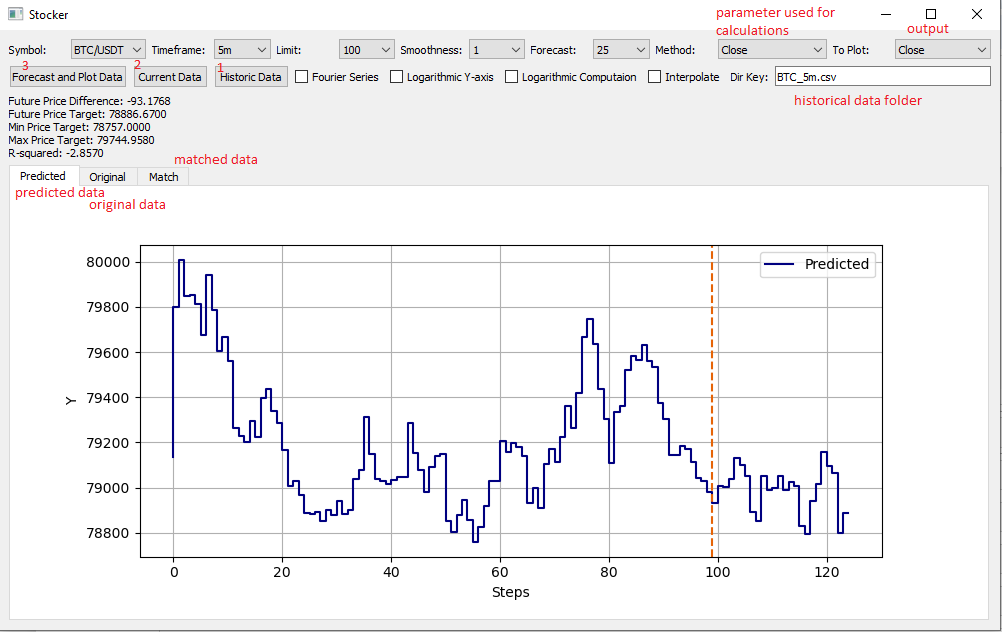 Stocker
parameter used for
calculations
output
Symbol: BTC/USDT Timeframe: 5m Limit: 100 Smoothness: 1 Forecast: 25 Method: Close To Plot: Close
3 2 1
Forecast and Plot Data Current Data Historic Data Fourier Series Logarithmic Y-axis Logarithmic Computaion Interpolate Dir Key: BTC_5m.csv
historical data folder
Future Price Difference: -93.1768
Future Price Target: 78886.6700
Min Price Target: 78757.0000
Max Price Target: 79744.9580
R-squared: -2.8570
matched data
Predicted Original Match
predicted data
original data
Predicted
80000
79800
79600
79400
79200
79000
78800
Y
0 20 40 60 80 100 120
Steps